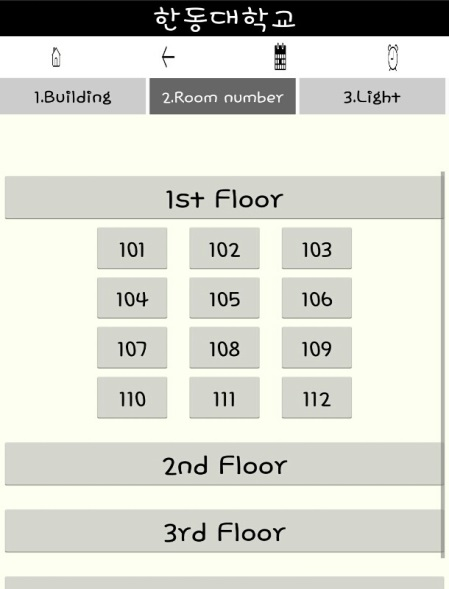 한동대학교
1.Building 2.Room number 3.Light
1st Floor
101 102 103
104 105 106
107 108 109
110 111 112
2nd Floor
3rd Floor